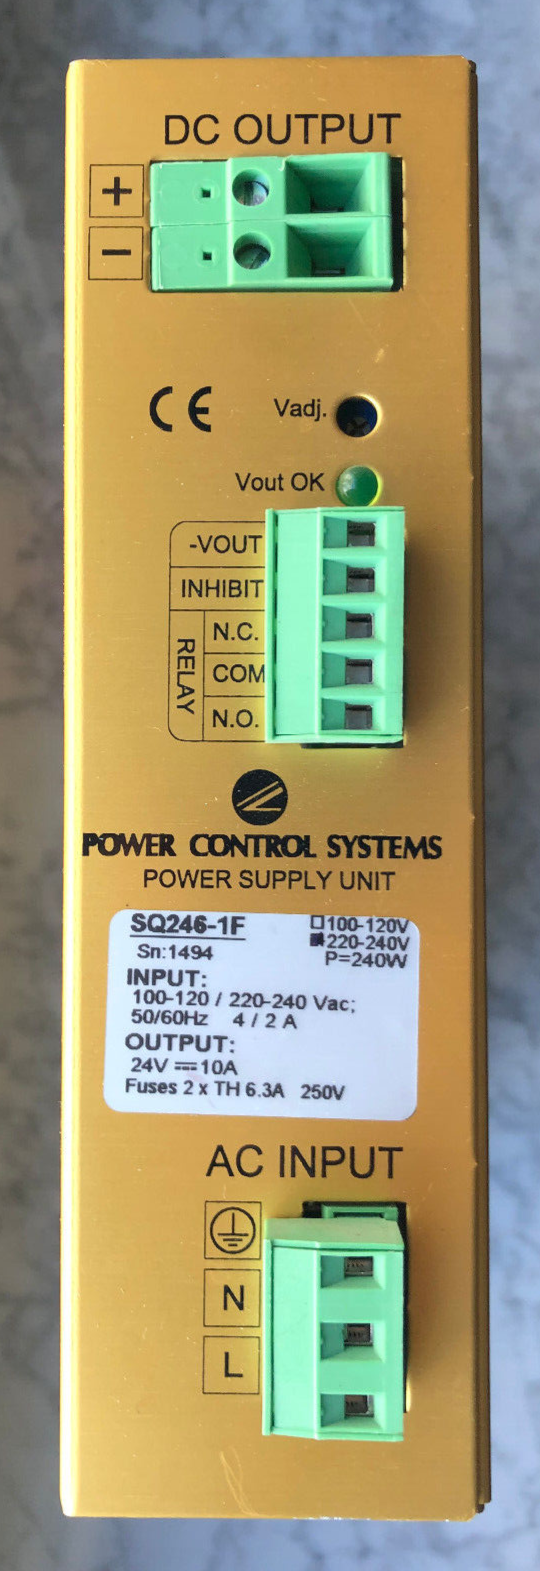 DC OUTPUT
+
−
CE
Vadj.
Vout OK
-VOUT
INHIBIT
RELAY
N.C.
COM
N.O.
POWER CONTROL SYSTEMS
POWER SUPPLY UNIT
SQ246-1F ☐100-120V
Sn:1494 ■220-240V
P=240W
INPUT:
100-120 / 220-240 Vac;
50/60Hz 4 / 2 A
OUTPUT:
24V ⎓ 10A
Fuses 2 x TH 6.3A 250V
AC INPUT
N
L